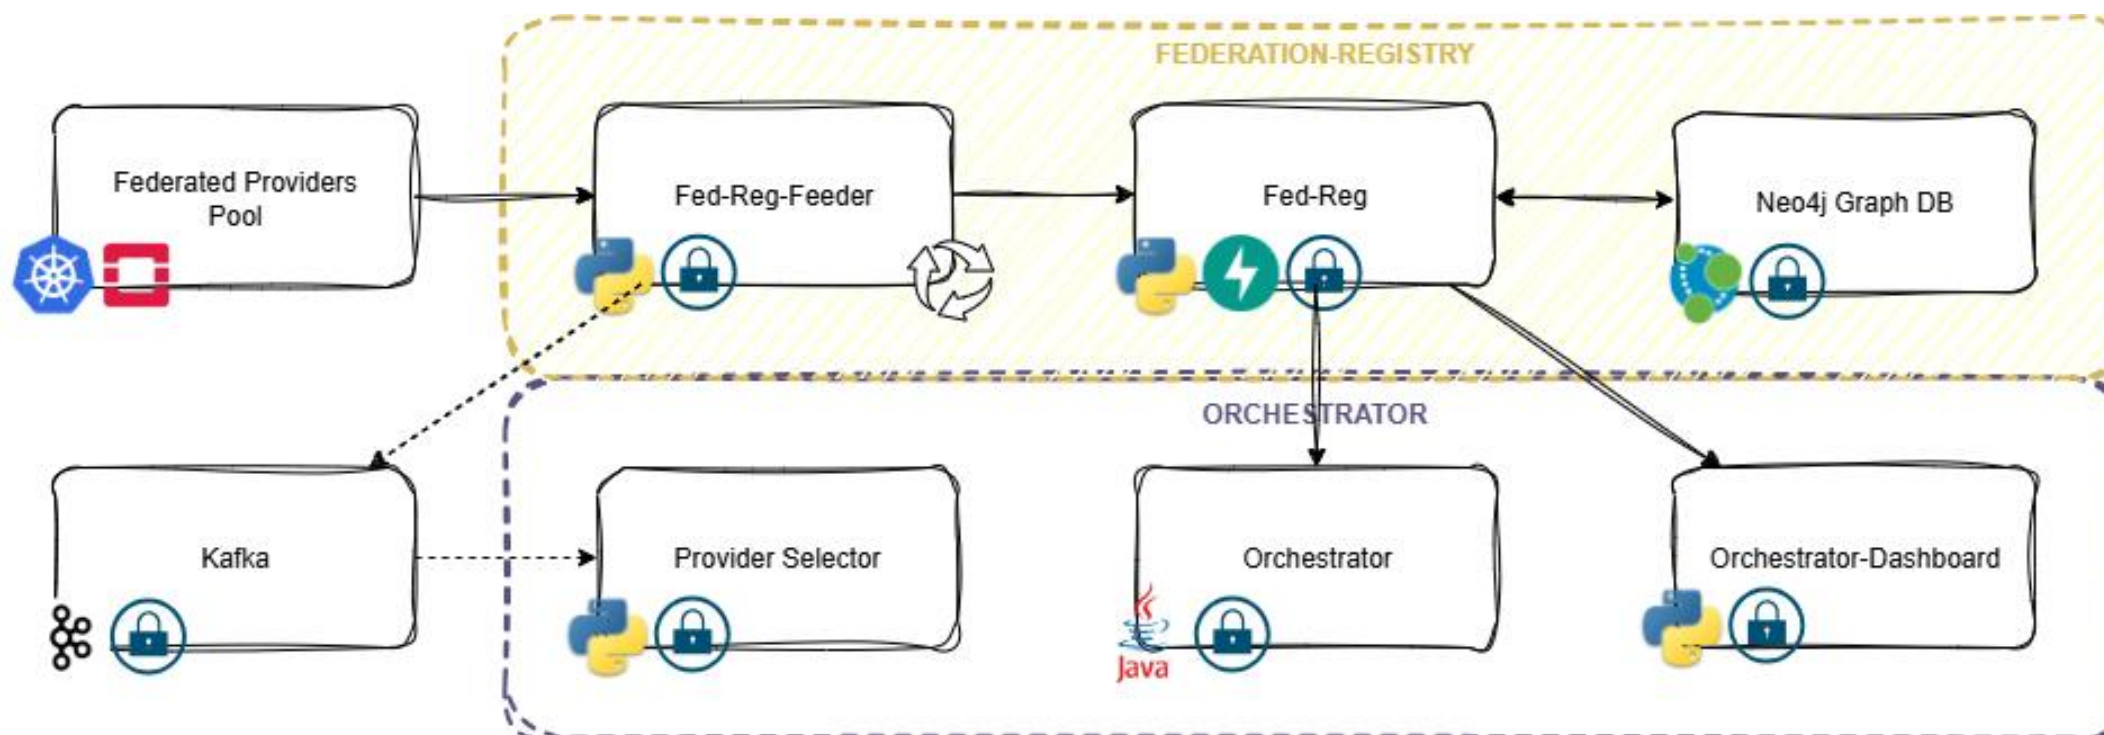 FEDERATION-REGISTRY
Federated Providers
Pool
Fed-Reg-Feeder
Fed-Reg
Neo4j Graph DB
ORCHESTRATOR
Kafka
Provider Selector
Orchestrator
Orchestrator-Dashboard
Java